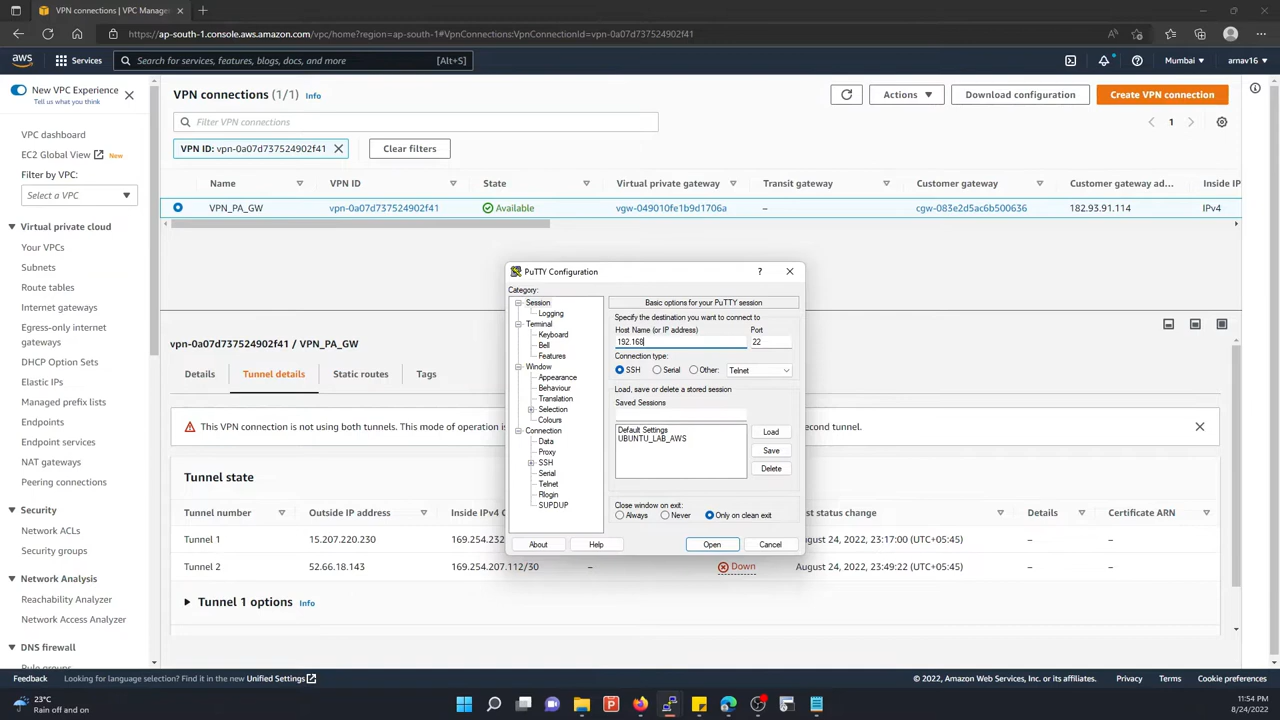 VPN connections | VPC Manager
https://ap-south-1.console.aws.amazon.com/vpc/home?region=ap-south-1#VpnConnections:VpnConnectionId=vpn-0a07d737524902f41
aws
Services
Search for services, features, blogs, docs, and more
[Alt+S]
Mumbai
arnav16
New VPC Experience
Tell us what you think
VPC dashboard
EC2 Global View
New
Filter by VPC:
Select a VPC
Virtual private cloud
Your VPCs
Subnets
Route tables
Internet gateways
Egress-only internet
gateways
DHCP Option Sets
Elastic IPs
Managed prefix lists
Endpoints
Endpoint services
NAT gateways
Peering connections
Security
Network ACLs
Security groups
Network Analysis
Reachability Analyzer
Network Access Analyzer
DNS firewall
Rule groups
VPN connections (1/1) Info
Actions
Download configuration
Create VPN connection
Filter VPN connections
1
VPN ID: vpn-0a07d737524902f41
Clear filters
Name
VPN ID
State
Virtual private gateway
Transit gateway
Customer gateway
Customer gateway ad...
Inside IP
VPN_PA_GW
vpn-0a07d737524902f41
Available
vgw-049010fe1b9d1706a
–
cgw-083e2d5ac6b500636
182.93.91.114
IPv4
vpn-0a07d737524902f41 / VPN_PA_GW
Details
Tunnel details
Static routes
Tags
This VPN connection is not using both tunnels. This mode of operation is
second tunnel.
Tunnel state
Tunnel number
Outside IP address
Inside IPv4 C
st status change
Details
Certificate ARN
Tunnel 1
15.207.220.230
169.254.232
August 24, 2022, 23:17:00 (UTC+05:45)
–
–
Tunnel 2
52.66.18.143
169.254.207.112/30
–
Down
August 24, 2022, 23:49:22 (UTC+05:45)
–
–
Tunnel 1 options Info
PuTTY Configuration
?
Category:
Session
Logging
Terminal
Keyboard
Bell
Features
Window
Appearance
Behaviour
Translation
Selection
Colours
Connection
Data
Proxy
SSH
Serial
Telnet
Rlogin
SUPDUP
Basic options for your PuTTY session
Specify the destination you want to connect to
Host Name (or IP address)
Port
192.168
22
Connection type:
SSH
Serial
Other:
Telnet
Load, save or delete a stored session
Saved Sessions
Default Settings
UBUNTU_LAB_AWS
Load
Save
Delete
Close window on exit:
Always
Never
Only on clean exit
About
Help
Open
Cancel
Feedback
Looking for language selection? Find it in the new Unified Settings
© 2022, Amazon Web Services, Inc. or its affiliates.
Privacy
Terms
Cookie preferences
23°C
Rain off and on
11:54 PM
8/24/2022